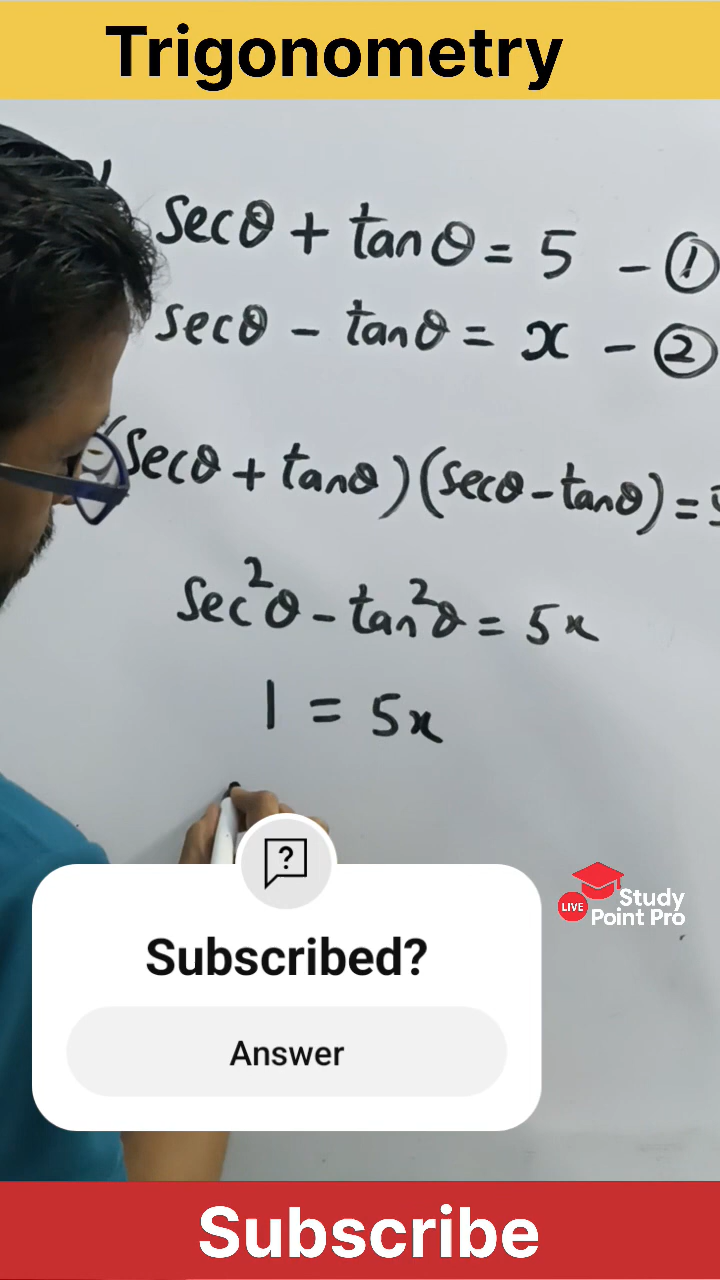 Trigonometry
secθ + tanθ = 5 - ①
secθ - tanθ = x - ②
(secθ + tanθ)(secθ - tanθ) =
sec²θ - tan²θ = 5x
1 = 5x
?
Subscribed?
Answer
LIVE Study
Point Pro
Subscribe